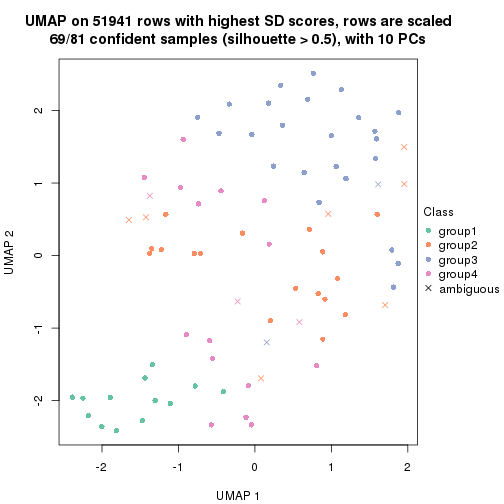 UMAP on 51941 rows with highest SD scores, rows are scaled
69/81 confident samples (silhouette > 0.5), with 10 PCs
UMAP 2
2
1
0
-1
-2
-2
-1
0
1
2
UMAP 1
Class
group1
group2
group3
group4
ambiguous